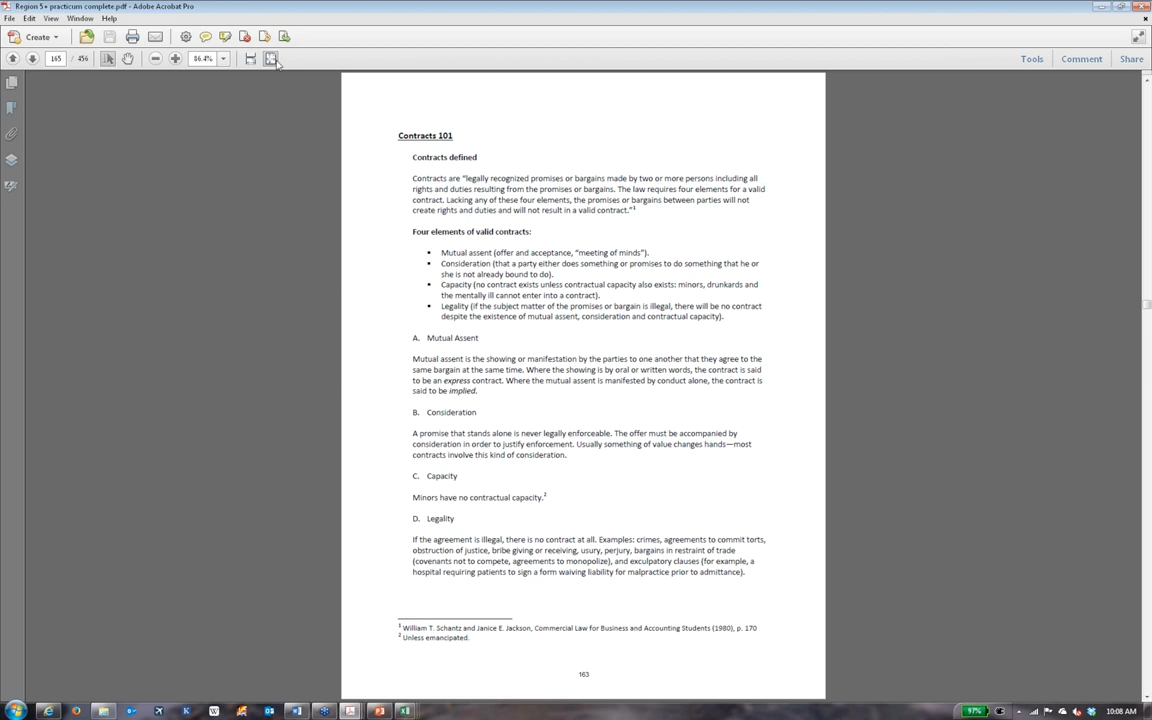 Region 5+ practicum complete.pdf - Adobe Acrobat Pro
File Edit View Window Help
Create
165 / 456 86.4% Tools Comment Share
Contracts 101
Contracts defined
Contracts are “legally recognized promises or bargains made by two or more persons including all
rights and duties resulting from the promises or bargains. The law requires four elements for a valid
contract. Lacking any of these four elements, the promises or bargains between parties will not
create rights and duties and will not result in a valid contract.”1
Four elements of valid contracts:
• Mutual assent (offer and acceptance, “meeting of minds”).
• Consideration (that a party either does something or promises to do something that he or
she is not already bound to do).
• Capacity (no contract exists unless contractual capacity also exists: minors, drunkards and
the mentally ill cannot enter into a contract).
• Legality (if the subject matter of the promises or bargain is illegal, there will be no contract
despite the existence of mutual assent, consideration and contractual capacity).
A. Mutual Assent
Mutual assent is the showing or manifestation by the parties to one another that they agree to the
same bargain at the same time. Where the showing is by oral or written words, the contract is said
to be an express contract. Where the mutual assent is manifested by conduct alone, the contract is
said to be implied.
B. Consideration
A promise that stands alone is never legally enforceable. The offer must be accompanied by
consideration in order to justify enforcement. Usually something of value changes hands—most
contracts involve this kind of consideration.
C. Capacity
Minors have no contractual capacity.2
D. Legality
If the agreement is illegal, there is no contract at all. Examples: crimes, agreements to commit torts,
obstruction of justice, bribe giving or receiving, usury, perjury, bargains in restraint of trade
(covenants not to compete, agreements to monopolize), and exculpatory clauses (for example, a
hospital requiring patients to sign a form waiving liability for malpractice prior to admittance).
1 William T. Schantz and Janice E. Jackson, Commercial Law for Business and Accounting Students (1980), p. 170
2 Unless emancipated.
163
97% 10:08 AM